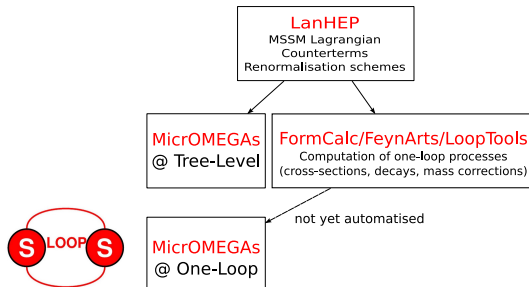 LanHEP
MSSM Lagrangian
Counterterms
Renormalisation schemes
MicrOMEGAs
@ Tree-Level
FormCalc/FeynArts/LoopTools
Computation of one-loop processes
(cross-sections, decays, mass corrections)
not yet automatised
S LOOP S
MicrOMEGAs
@ One-Loop